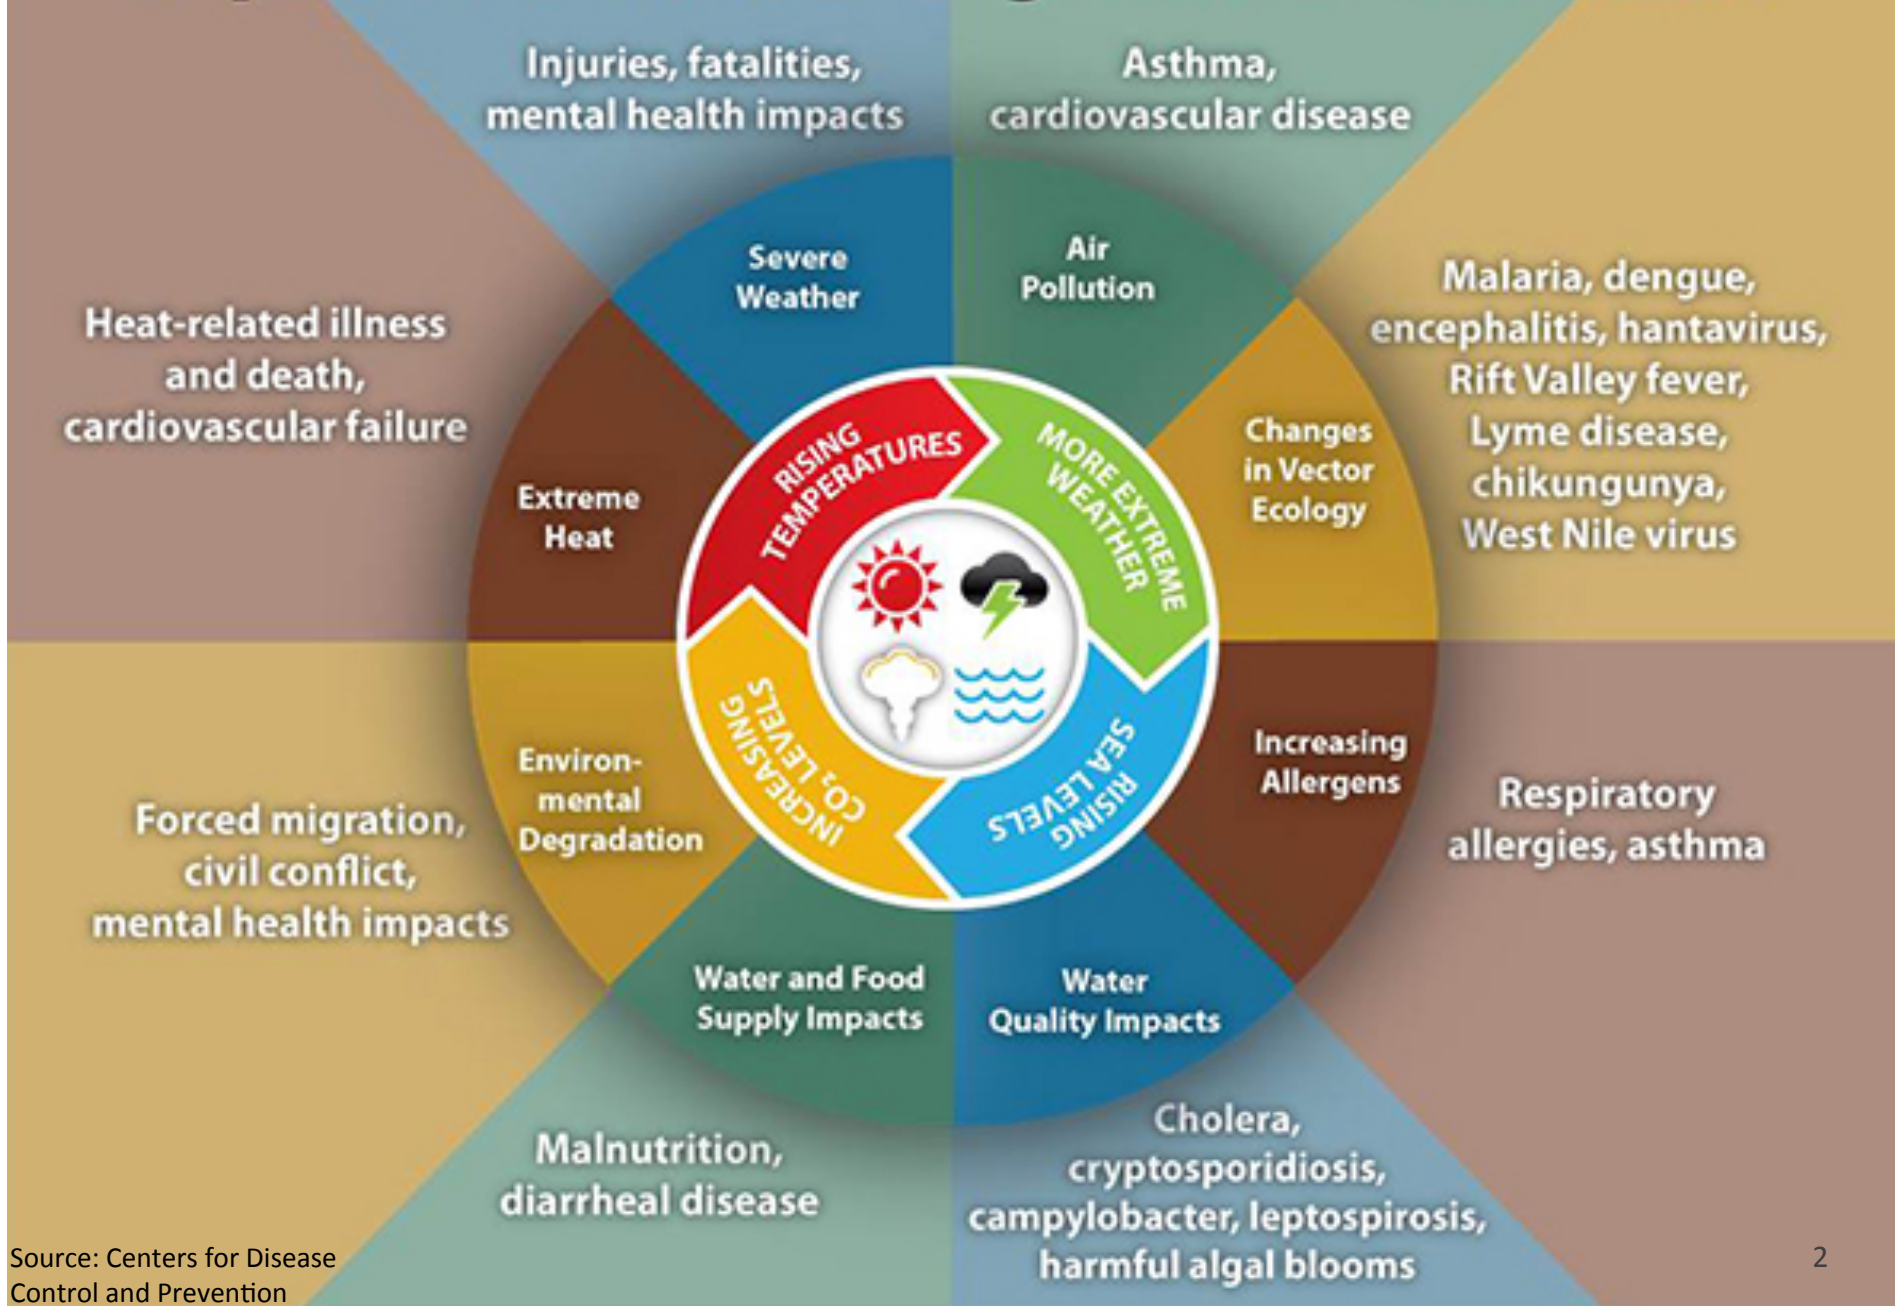 Injuries, fatalities,
mental health impacts
Asthma,
cardiovascular disease
Severe
Weather
Air
Pollution
Malaria, dengue,
encephalitis, hantavirus,
Rift Valley fever,
Lyme disease,
chikungunya,
West Nile virus
Heat-related illness
and death,
cardiovascular failure
Extreme
Heat
Changes
in Vector
Ecology
RISING
TEMPERATURES
MORE EXTREME
WEATHER
INCREASING
CO₂ LEVELS
RISING
SEA LEVELS
Environ-
mental
Degradation
Increasing
Allergens
Forced migration,
civil conflict,
mental health impacts
Respiratory
allergies, asthma
Water and Food
Supply Impacts
Water
Quality Impacts
Malnutrition,
diarrheal disease
Cholera,
cryptosporidiosis,
campylobacter, leptospirosis,
harmful algal blooms
Source: Centers for Disease
Control and Prevention
2